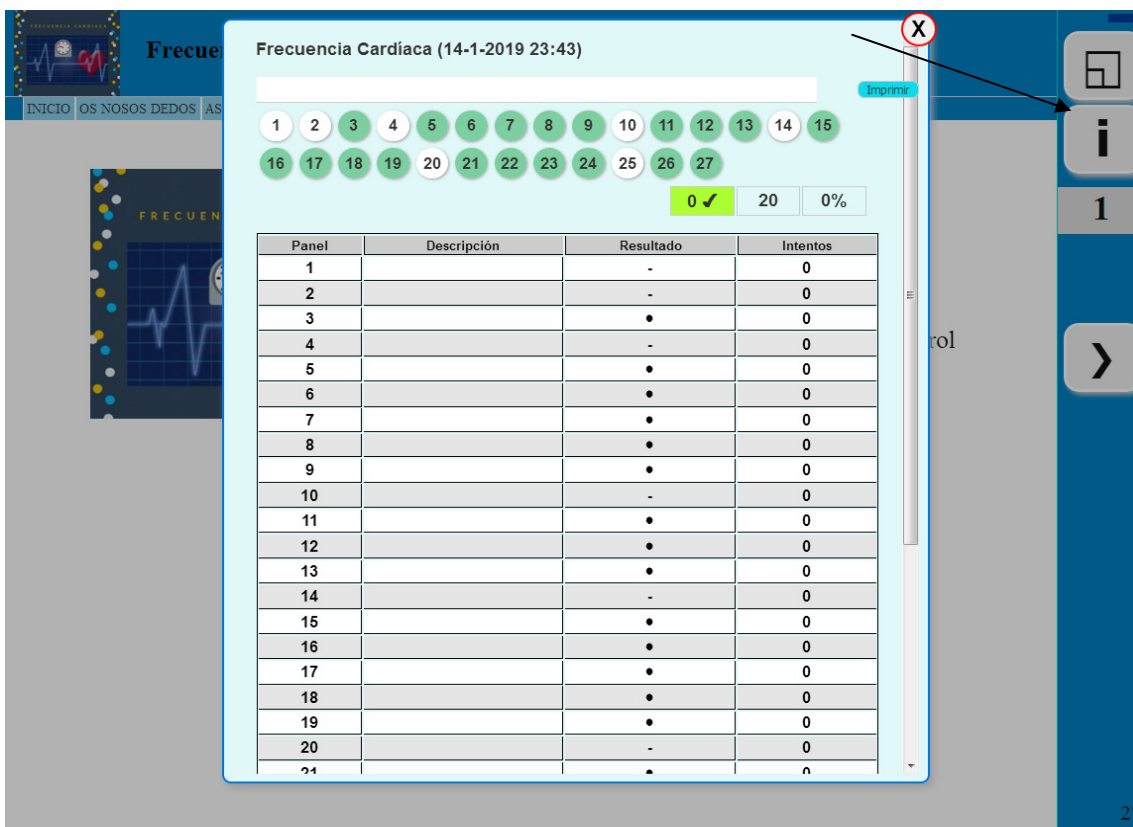 FRECUENCIA CARDIACA
Frecue
INICIO OS NOSOS DEDOS AS
Frecuencia Cardíaca (14-1-2019 23:43)
X
Imprimir
1 2 3 4 5 6 7 8 9 10 11 12 13 14 15
16 17 18 19 20 21 22 23 24 25 26 27
0 ✔ 20 0%
Panel Descripción Resultado Intentos
1 - 0
2 - 0
3 • 0
4 - 0
5 • 0
6 • 0
7 • 0
8 • 0
9 • 0
10 - 0
11 • 0
12 • 0
13 • 0
14 - 0
15 • 0
16 • 0
17 • 0
18 • 0
19 • 0
20 - 0
21 • 0
FRECUEN
rol
i
1
❯
2